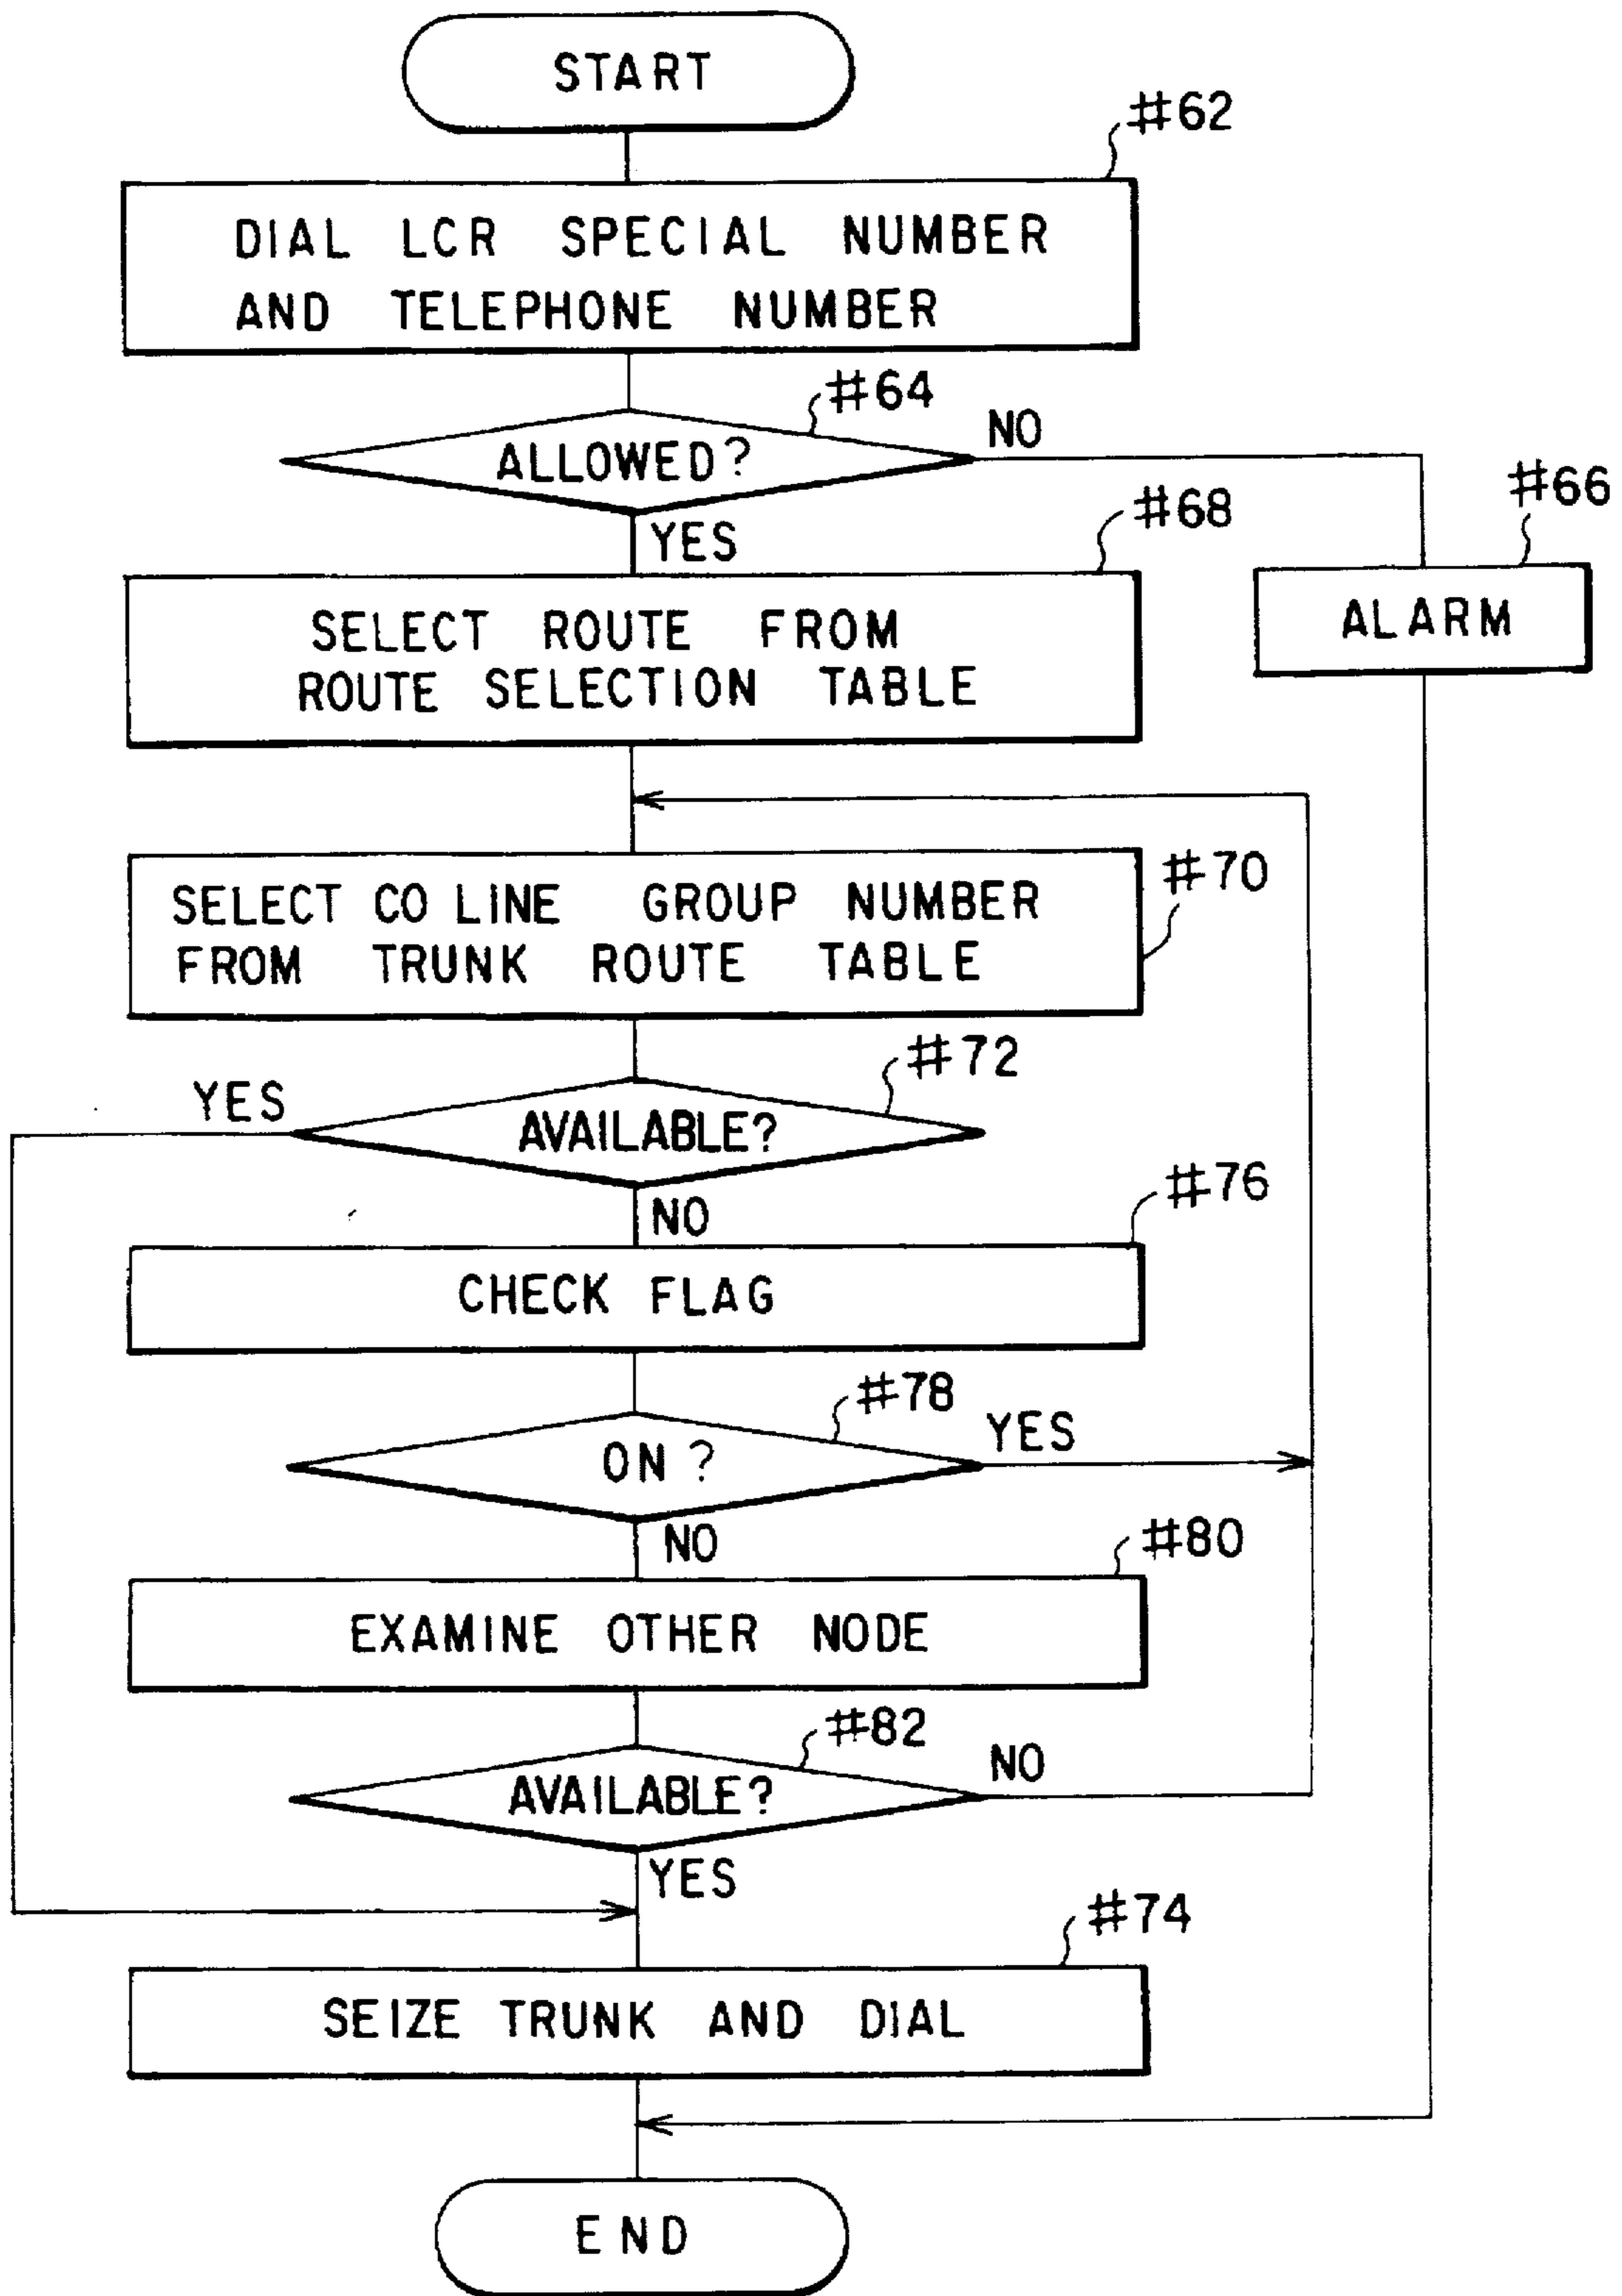 START
#62
DIAL LCR SPECIAL NUMBER
AND TELEPHONE NUMBER
#64
ALLOWED?
NO
#66
YES
#68
ALARM
SELECT ROUTE FROM
ROUTE SELECTION TABLE
#70
SELECT CO LINE GROUP NUMBER
FROM TRUNK ROUTE TABLE
#72
YES
AVAILABLE?
NO
#76
CHECK FLAG
#78
ON?
YES
NO
#80
EXAMINE OTHER NODE
#82
AVAILABLE?
NO
YES
#74
SEIZE TRUNK AND DIAL
END